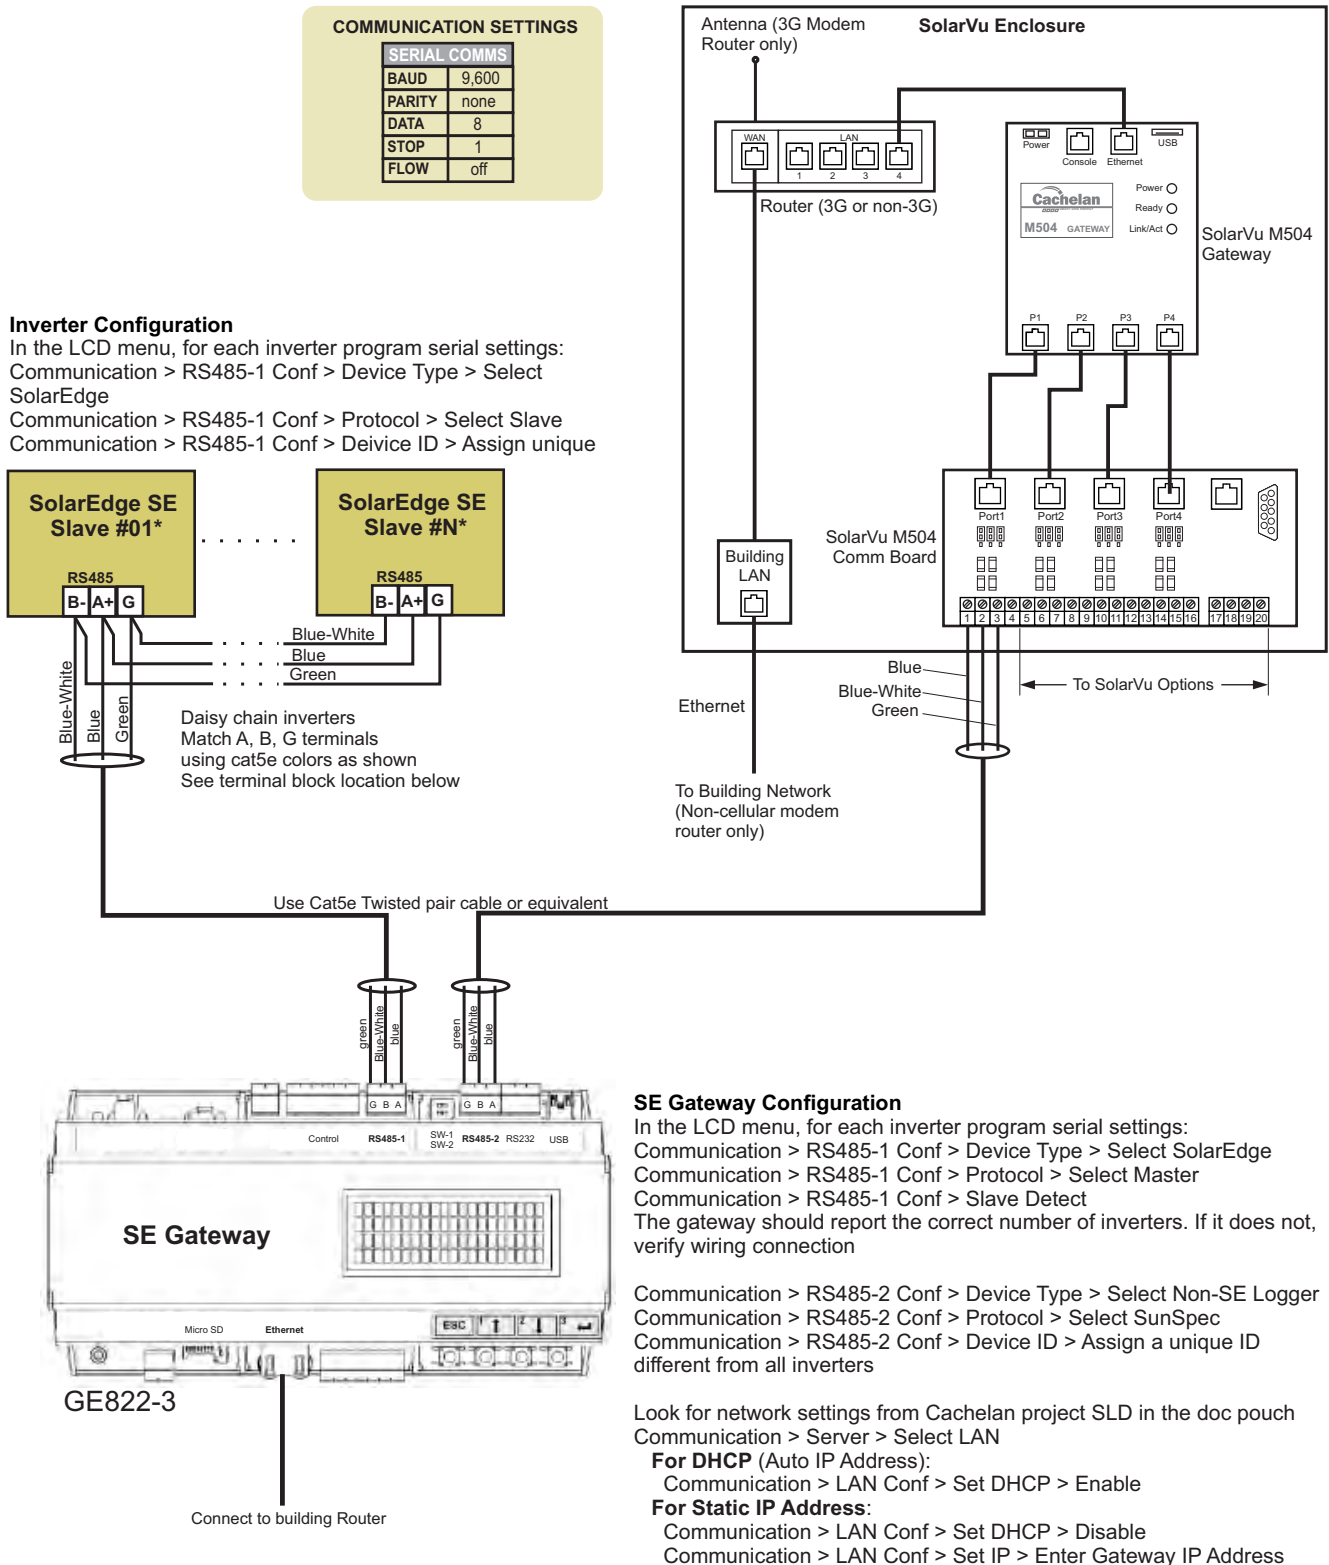 COMMUNICATION SETTINGS
SERIAL COMMS
BAUD 9,600
PARITY none
DATA 8
STOP 1
FLOW off
Antenna (3G Modem
Router only)
SolarVu Enclosure
WAN LAN
1 2 3 4
Router (3G or non-3G)
Power Console Ethernet USB
Cachelan
M504 GATEWAY
Power
Ready
Link/Act
SolarVu M504
Gateway
P1 P2 P3 P4
Inverter Configuration
In the LCD menu, for each inverter program serial settings:
Communication > RS485-1 Conf > Device Type > Select
SolarEdge
Communication > RS485-1 Conf > Protocol > Select Slave
Communication > RS485-1 Conf > Deivice ID > Assign unique
SolarEdge SE
Slave #01*
RS485
B- A+ G
. . . . . .
SolarEdge SE
Slave #N*
RS485
B- A+ G
Blue-White
Blue
Green
Blue-White
Blue
Green
Daisy chain inverters
Match A, B, G terminals
using cat5e colors as shown
See terminal block location below
SolarVu M504
Comm Board
Port1 Port2 Port3 Port4
1 2 3 4 5 6 7 8 9 10 11 12 13 14 15 16 17 18 19 20
Building
LAN
Blue
Blue-White
Green
To SolarVu Options
Ethernet
To Building Network
(Non-cellular modem
router only)
Use Cat5e Twisted pair cable or equivalent
green
Blue-White
blue
green
Blue-White
blue
G B A
G B A
Control RS485-1 SW-1 RS485-2 RS232 USB
SW-2
SE Gateway
Micro SD Ethernet
ESC 1 2 3
GE822-3
Connect to building Router
SE Gateway Configuration
In the LCD menu, for each inverter program serial settings:
Communication > RS485-1 Conf > Device Type > Select SolarEdge
Communication > RS485-1 Conf > Protocol > Select Master
Communication > RS485-1 Conf > Slave Detect
The gateway should report the correct number of inverters. If it does not,
verify wiring connection
Communication > RS485-2 Conf > Device Type > Select Non-SE Logger
Communication > RS485-2 Conf > Protocol > Select SunSpec
Communication > RS485-2 Conf > Device ID > Assign a unique ID
different from all inverters
Look for network settings from Cachelan project SLD in the doc pouch
Communication > Server > Select LAN
For DHCP (Auto IP Address):
Communication > LAN Conf > Set DHCP > Enable
For Static IP Address:
Communication > LAN Conf > Set DHCP > Disable
Communication > LAN Conf > Set IP > Enter Gateway IP Address